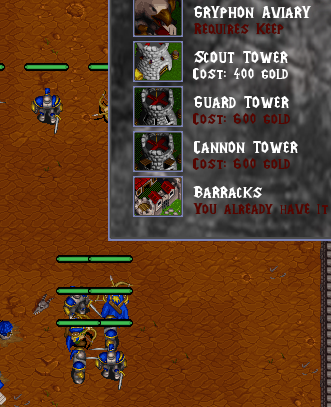 Gryphon Aviary
Requires Keep
Scout Tower
Cost: 400 gold
Guard Tower
Cost: 600 gold
Cannon Tower
Cost: 600 gold
Barracks
You already have it